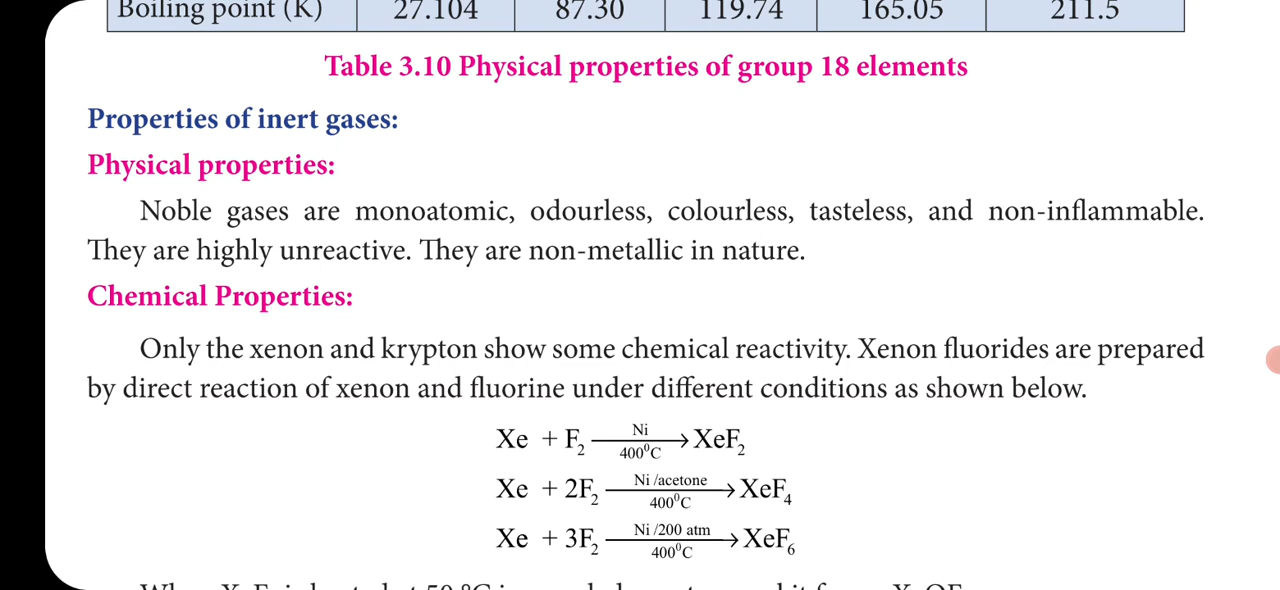 Boiling point (K) 27.104 87.30 119.74 165.05 211.5
Table 3.10 Physical properties of group 18 elements
Properties of inert gases:
Physical properties:
Noble gases are monoatomic, odourless, colourless, tasteless, and non-inflammable.
They are highly unreactive. They are non-metallic in nature.
Chemical Properties:
Only the xenon and krypton show some chemical reactivity. Xenon fluorides are prepared
by direct reaction of xenon and fluorine under different conditions as shown below.
Xe + F₂ —Ni/400⁰C→ XeF₂
Xe + 2F₂ —Ni /acetone/400⁰C→ XeF₄
Xe + 3F₂ —Ni /200 atm/400⁰C→ XeF₆